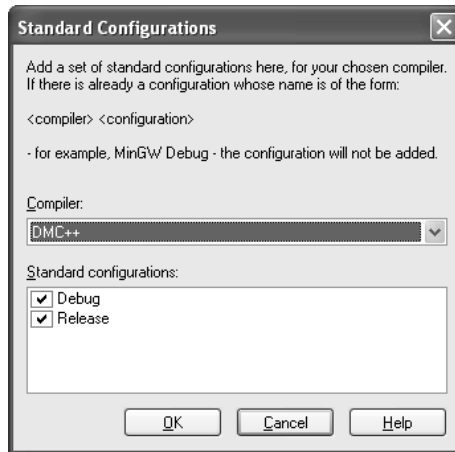 Standard Configurations
Add a set of standard configurations here, for your chosen compiler.
If there is already a configuration whose name is of the form:
<compiler> <configuration>
- for example, MinGW Debug - the configuration will not be added.
Compiler:
DMC++
Standard configurations:
Debug
Release
OK Cancel Help